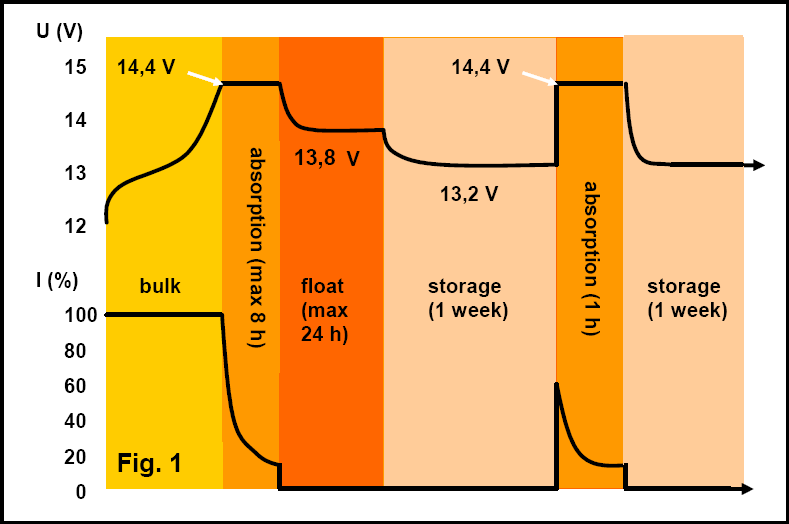 U (V)
15
14,4 V
14,4 V
14
13,8 V
13
13,2 V
12
absorption (max 8 h)
absorption (1 h)
I (%)
bulk
float
(max
24 h)
storage
(1 week)
storage
(1 week)
100
80
60
40
20
0
Fig. 1